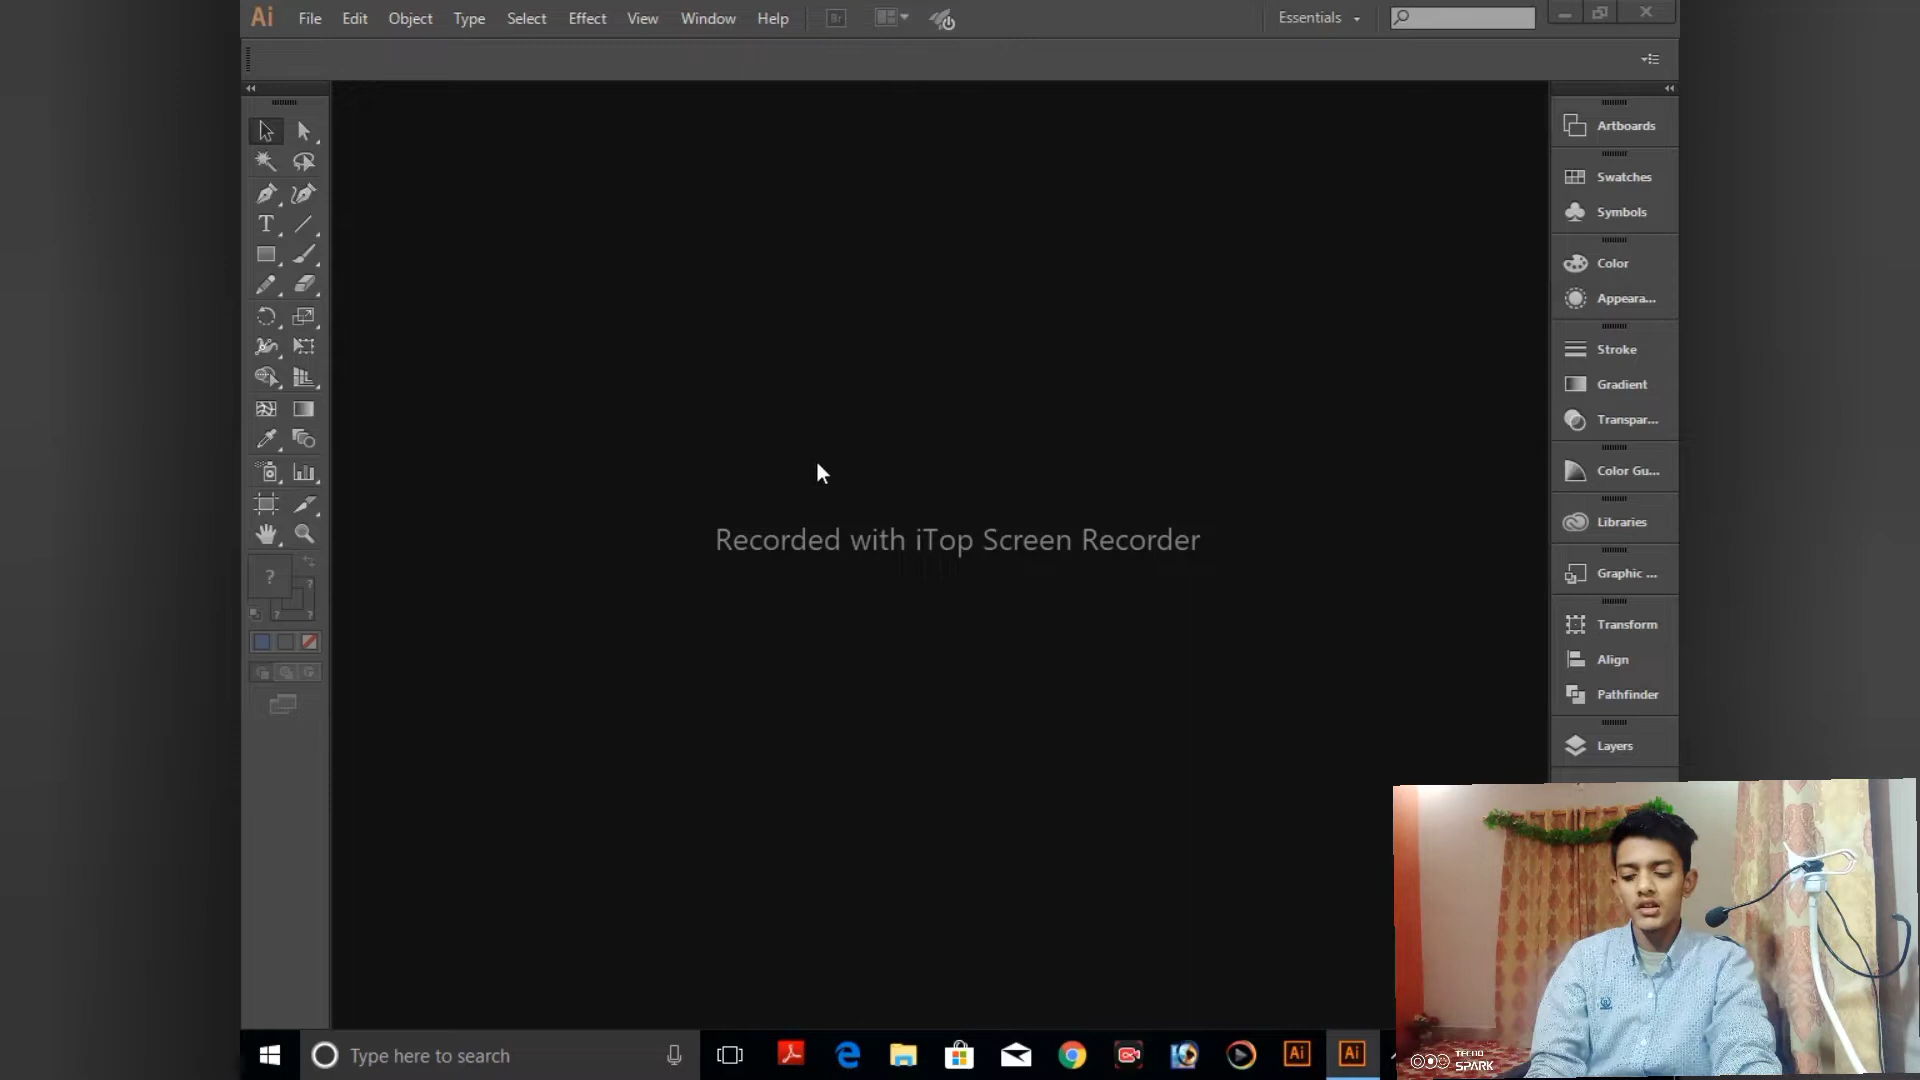 Ai File Edit Object Type Select Effect View Window Help Br Essentials
Artboards
Swatches
Symbols
Color
Appeara...
Stroke
Gradient
Transpar...
Color Gu...
Libraries
Graphic ...
Transform
Align
Pathfinder
Layers
T
?
?
?
?
Recorded with iTop Screen Recorder
TECNO
SPARK
Type here to search
Ai
Ai